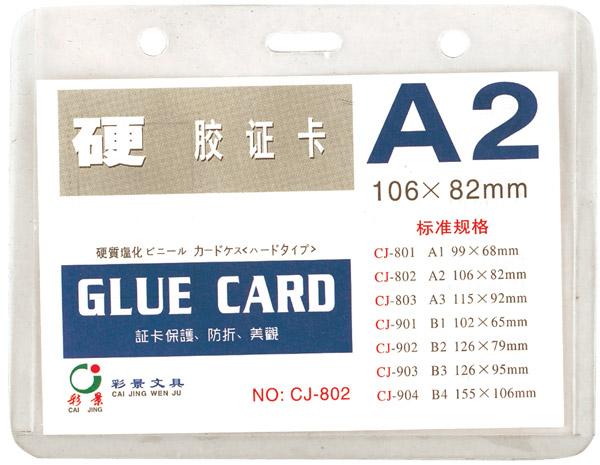 硬 胶证卡
A2
106×82mm
硬質塩化ビニール カードケス<ハードタイプ>
GLUE CARD
証卡保護、防折、美觀
标准规格
CJ-801 A1 99×68mm
CJ-802 A2 106×82mm
CJ-803 A3 115×92mm
CJ-901 B1 102×65mm
CJ-902 B2 126×79mm
CJ-903 B3 126×95mm
CJ-904 B4 155×106mm
彩景
CAI JING
彩景文具
CAI JING WEN JU
NO: CJ-802